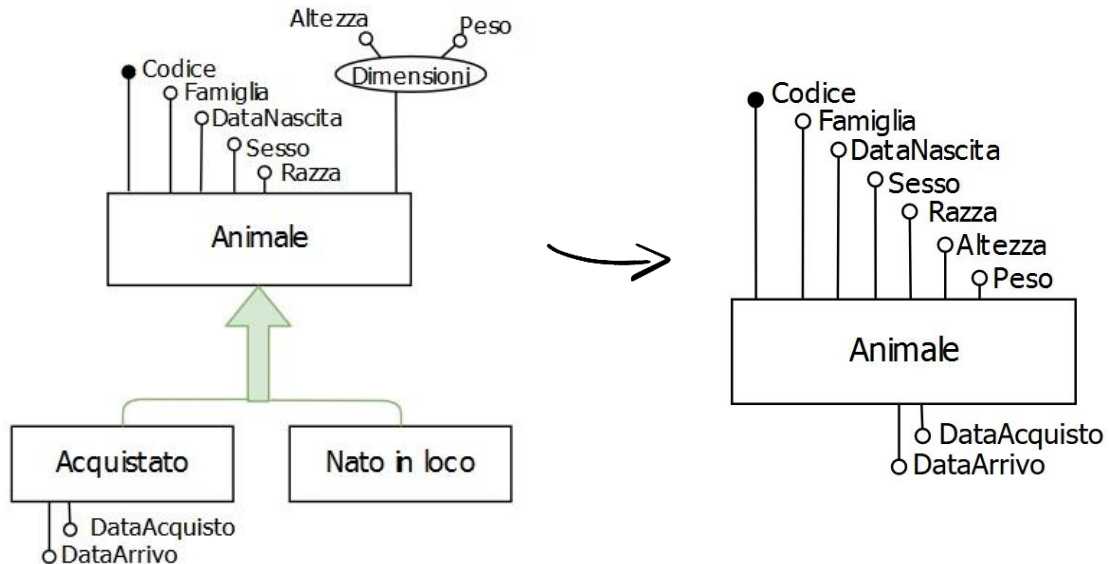 Altezza
Peso
Dimensioni
Codice
Famiglia
DataNascita
Sesso
Razza
Animale
Acquistato
Nato in loco
DataAcquisto
DataArrivo
Codice
Famiglia
DataNascita
Sesso
Razza
Altezza
Peso
Animale
DataAcquisto
DataArrivo